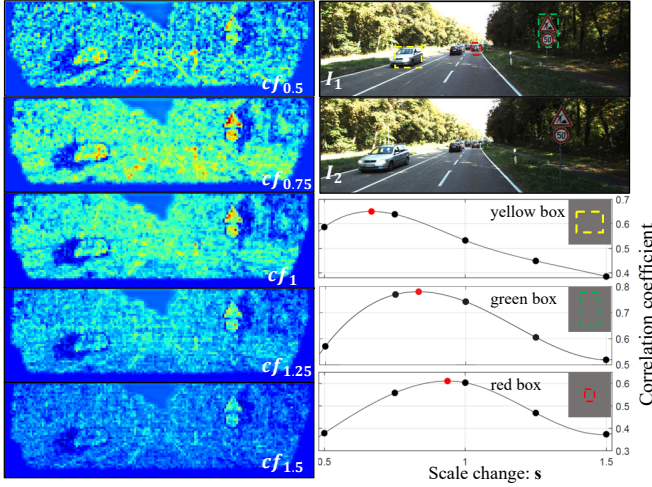 cf0.5
cf0.75
cf1
cf1.25
cf1.5
I1
50
I2
50
yellow box
0.7
0.6
0.5
0.4
green box
0.8
0.7
0.6
0.5
red box
0.6
0.5
0.4
0.3
0.5
1
1.5
Scale change: s
Correlation coefficient